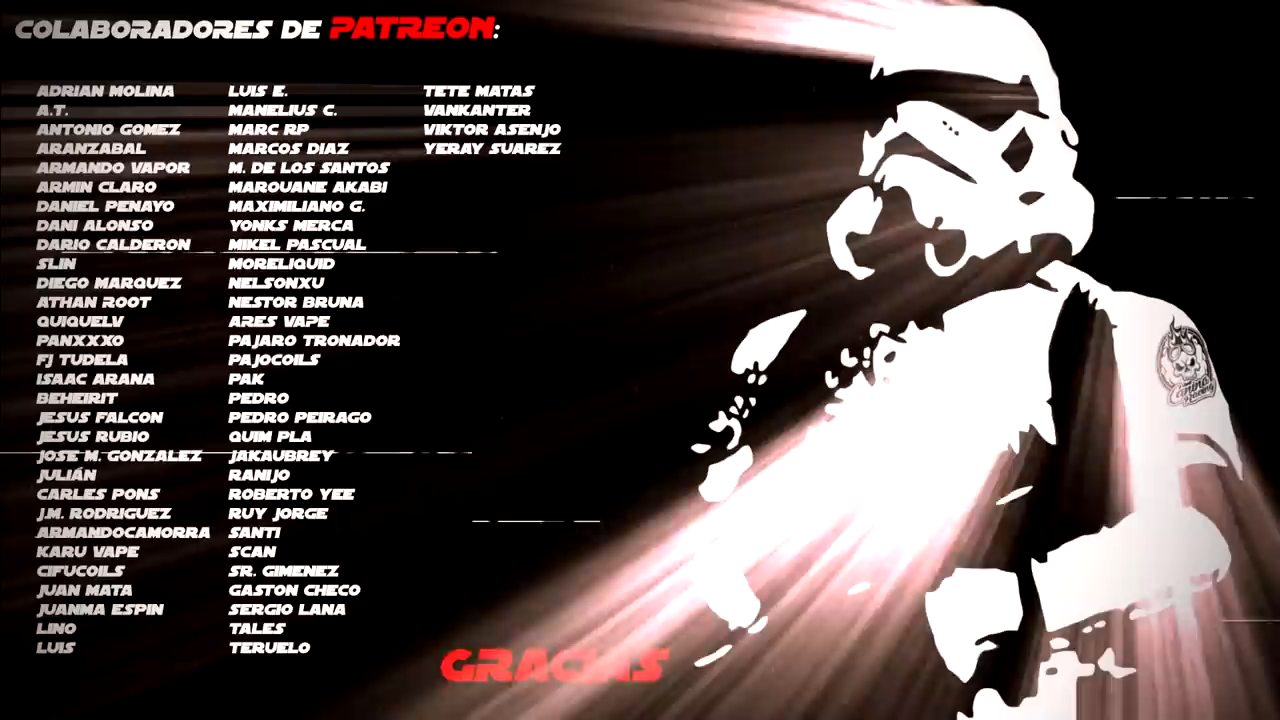 COLABORADORES DE PATREON:
ADRIAN MOLINA
A.T.
ANTONIO GOMEZ
ARANZABAL
ARMANDO VAPOR
ARMIN CLARO
DANIEL PENAYO
DANI ALONSO
DARIO CALDERON
SLIN
DIEGO MARQUEZ
ATHAN ROOT
QUIQUELV
PANXXXO
FJ TUDELA
ISAAC ARANA
BEHEIRIT
JESUS FALCON
JESUS RUBIO
JOSE M. GONZALEZ
JULIÁN
CARLES PONS
J.M. RODRIGUEZ
ARMANDOCAMORRA
KARU VAPE
CIFUCOILS
JUAN MATA
JUANMA ESPIN
LINO
LUIS
LUIS E.
MANELIUS C.
MARC RP
MARCOS DIAZ
M. DE LOS SANTOS
MAROUANE AKABI
MAXIMILIANO G.
YONKS MERCA
MIKEL PASCUAL
MORELIQUID
NELSONXU
NESTOR BRUNA
ARES VAPE
PAJARO TRONADOR
PAJOCOILS
PAK
PEDRO
PEDRO PEIRAGO
QUIM PLA
JAKAUBREY
RANIJO
ROBERTO YEE
RUY JORGE
SANTI
SCAN
SR. GIMENEZ
GASTON CHECO
SERGIO LANA
TALES
TERUELO
TETE MATAS
VANKANTER
VIKTOR ASENJO
YERAY SUAREZ
GRACIAS